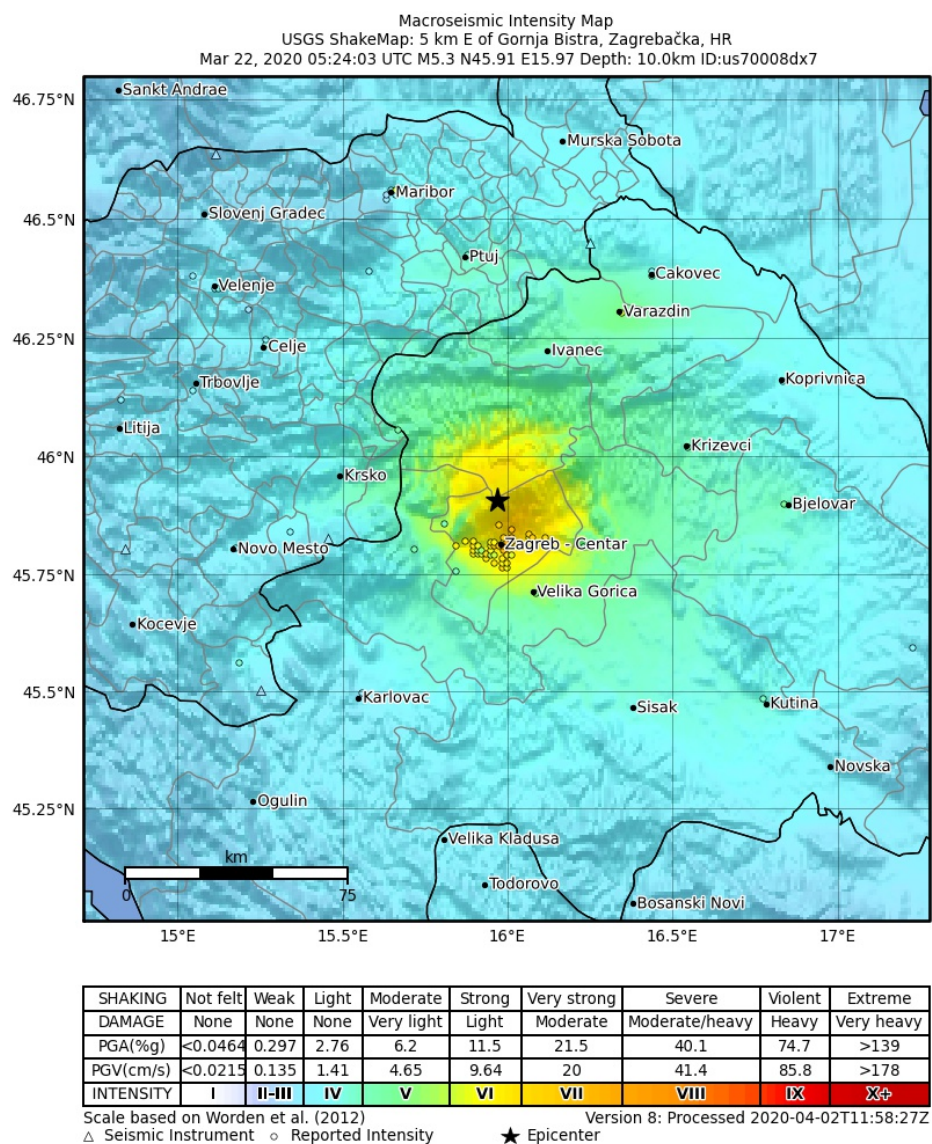 Macroseismic Intensity Map
USGS ShakeMap: 5 km E of Gornja Bistra, Zagrebačka, HR
Mar 22, 2020 05:24:03 UTC M5.3 N45.91 E15.97 Depth: 10.0km ID:us70008dx7
46.75°N
Sankt Andrae
Murska Sobota
Maribor
46.5°N
Slovenj Gradec
Ptuj
Cakovec
Velenje
Varazdin
46.25°N
Celje
Ivanec
Trbovlje
Koprivnica
Litija
46°N
Krizevci
Krsko
Bjelovar
Novo Mesto
Zagreb - Centar
45.75°N
Velika Gorica
Kocevje
45.5°N
Karlovac
Sisak
Kutina
Novska
45.25°N
Ogulin
Velika Kladusa
km
0 75
Todorovo
Bosanski Novi
15°E 15.5°E 16°E 16.5°E 17°E
SHAKING Not felt Weak Light Moderate Strong Very strong Severe Violent Extreme
DAMAGE None None None Very light Light Moderate Moderate/heavy Heavy Very heavy
PGA(%g) <0.0464 0.297 2.76 6.2 11.5 21.5 40.1 74.7 >139
PGV(cm/s) <0.0215 0.135 1.41 4.65 9.64 20 41.4 85.8 >178
INTENSITY I II-III IV V VI VII VIII IX X+
Scale based on Worden et al. (2012) Version 8: Processed 2020-04-02T11:58:27Z
△ Seismic Instrument ○ Reported Intensity ★ Epicenter